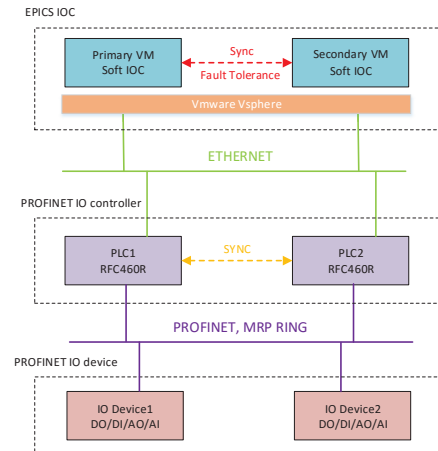 EPICS IOC
Primary VM
Soft IOC
Sync
Fault Tolerance
Secondary VM
Soft IOC
Vmware Vsphere
ETHERNET
PROFINET IO controller
PLC1
RFC460R
SYNC
PLC2
RFC460R
PROFINET, MRP RING
PROFINET IO device
IO Device1
DO/DI/AO/AI
IO Device2
DO/DI/AO/AI